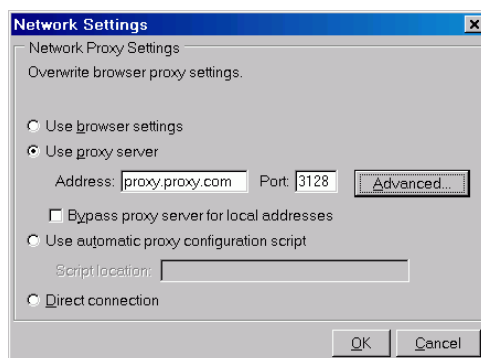 Network Settings
Network Proxy Settings
Overwrite browser proxy settings.
Use browser settings
Use proxy server
Address: proxy.proxy.com Port: 3128 Advanced...
Bypass proxy server for local addresses
Use automatic proxy configuration script
Script location:
Direct connection
OK Cancel